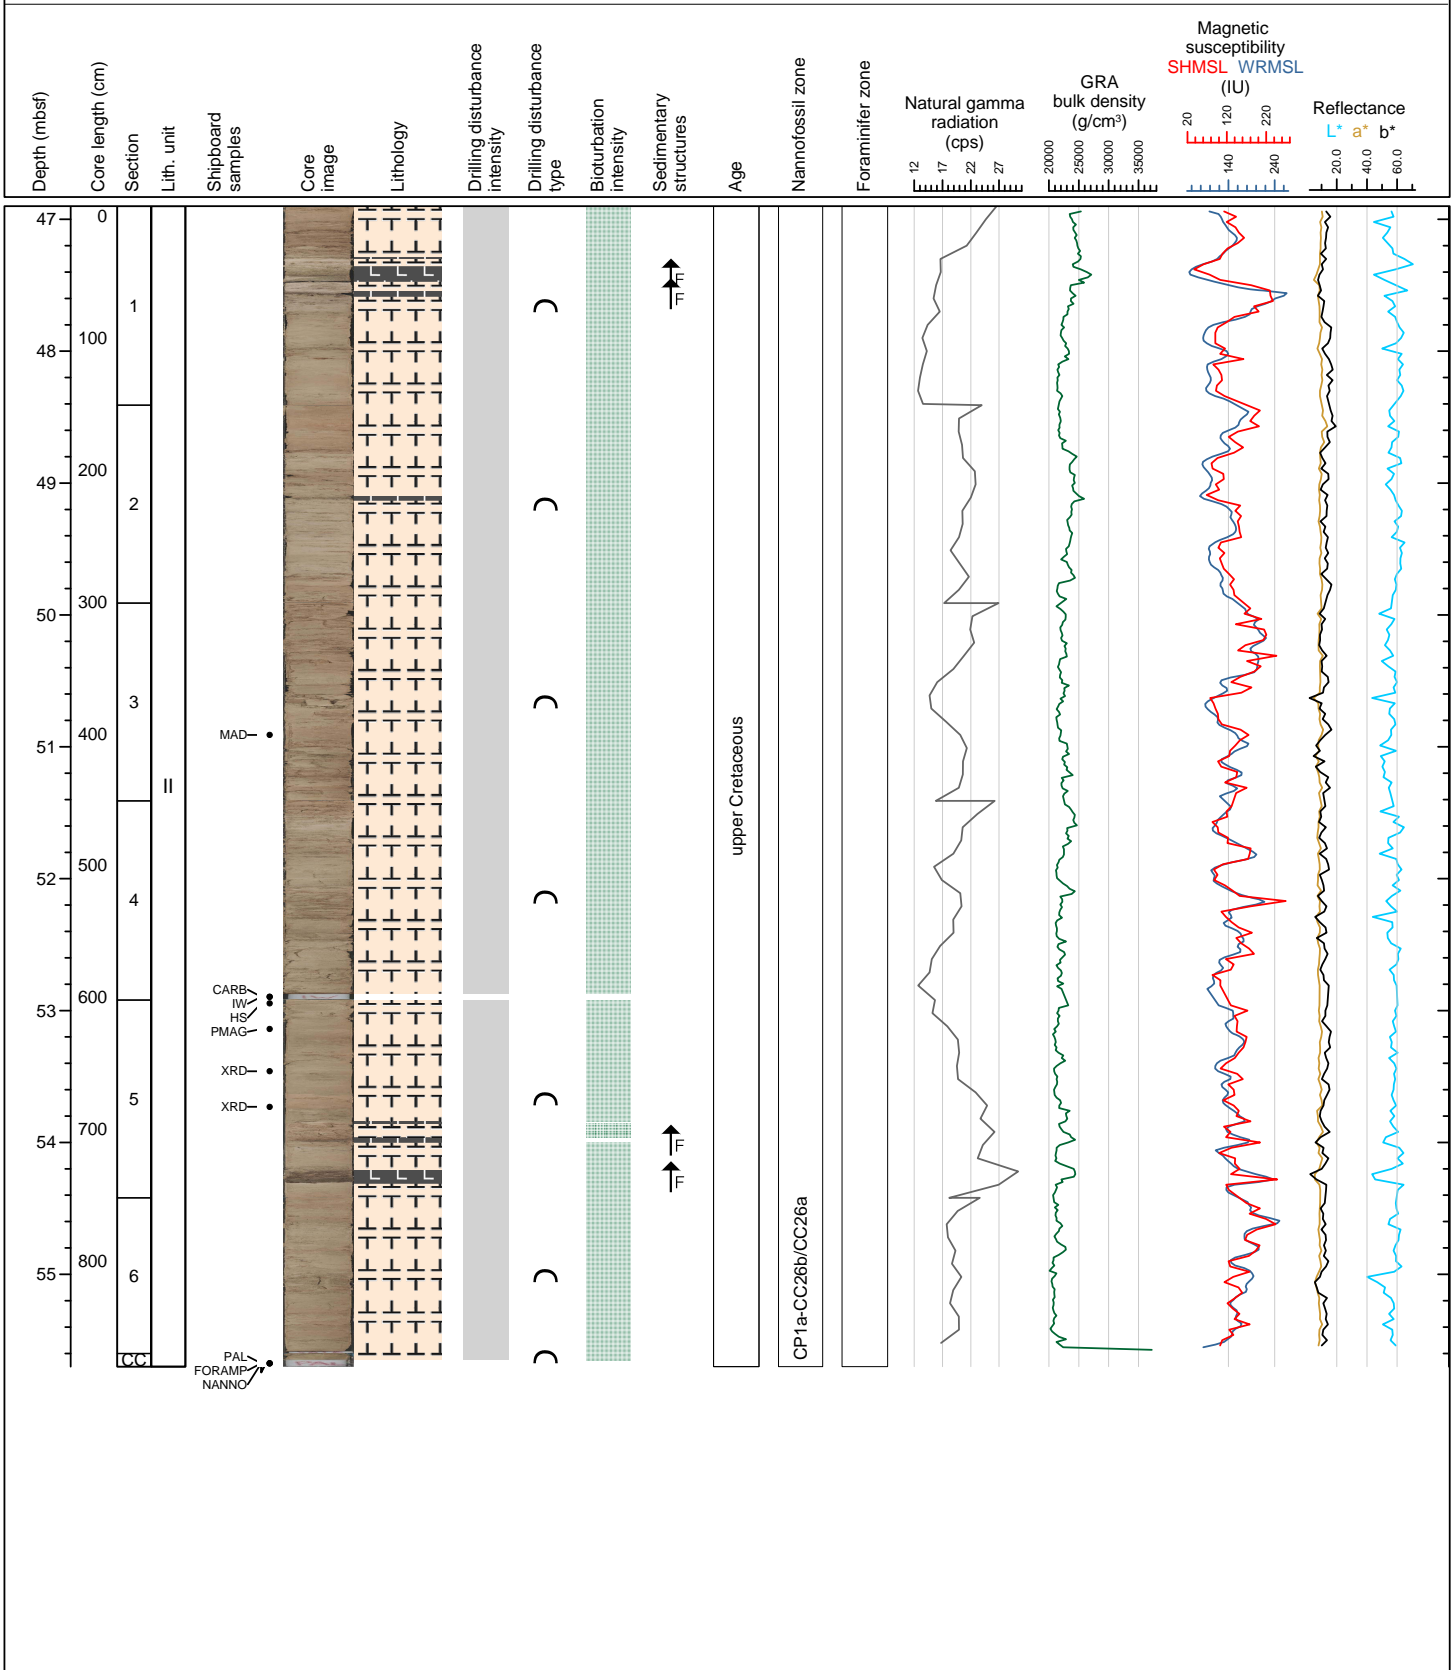 Depth (mbsf)
Core length (cm)
Section
Lith. unit
Shipboard
samples
Core
image
Lithology
Drilling disturbance
intensity
Drilling disturbance
type
Bioturbation
intensity
Sedimentary
structures
Age
Nannofossil zone
Foraminifer zone
Natural gamma
radiation
(cps)
12 17 22 27
GRA
bulk density
(g/cm³)
20000 25000 30000 35000
Magnetic
susceptibility
SHMSL WRMSL
(IU)
20 120 220
140 240
Reflectance
L* a* b*
20.0 40.0 60.0
47
48
49
50
51
52
53
54
55
0
100
200
300
400
500
600
700
800
1
2
3
4
5
6
CC
II
MAD
CARB
IW
HS
PMAG
XRD
XRD
PAL
FORAMP
NANNO
F
F
F
F
upper Cretaceous
CP1a-CC26b/CC26a